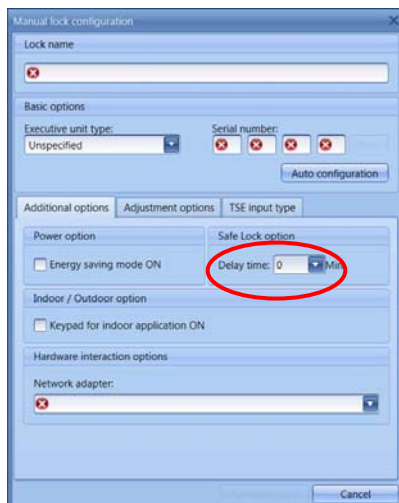 Manual lock configuration
Lock name
Basic options
Executive unit type:
Serial number:
Unspecified
Auto configuration
Additional options
Adjustment options
TSE input type
Power option
Safe Lock option
Energy saving mode ON
Delay time: 0 Min
Indoor / Outdoor option
Keypad for indoor application ON
Hardware interaction options
Network adapter:
Cancel